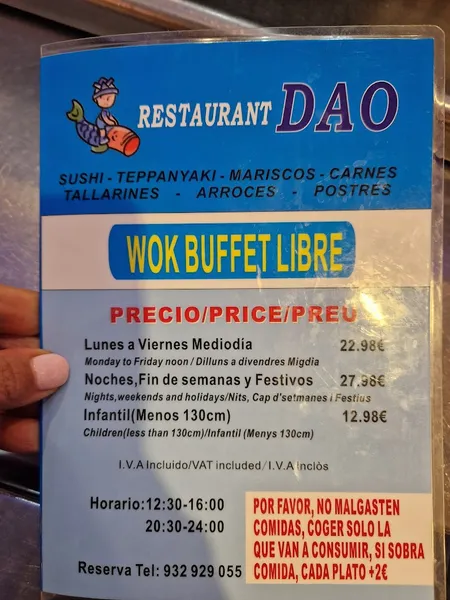 RESTAURANT DAO
SUSHI - TEPPANYAKI - MARISCOS - CARNES
TALLARINES - ARROCES - POSTRES
WOK BUFFET LIBRE
PRECIO/PRICE/PREU
Lunes a Viernes Mediodia 22.98€
Monday to Friday noon / Dilluns a divendres Migdia
Noches,Fin de semanas y Festivos 27.98€
Nights,weekends and holidays/Nits, Cap d'setmanes i Festius
Infantil(Menos 130cm) 12.98€
Children(less than 130cm)/Infantil (Menys 130cm)
I.V.A Incluido/VAT included/I.V.A Inclòs
Horario:12:30-16:00
20:30-24:00
Reserva Tel: 932 929 055
POR FAVOR, NO MALGASTEN
COMIDAS, COGER SOLO LA
QUE VAN A CONSUMIR, SI SOBRA
COMIDA, CADA PLATO +2€